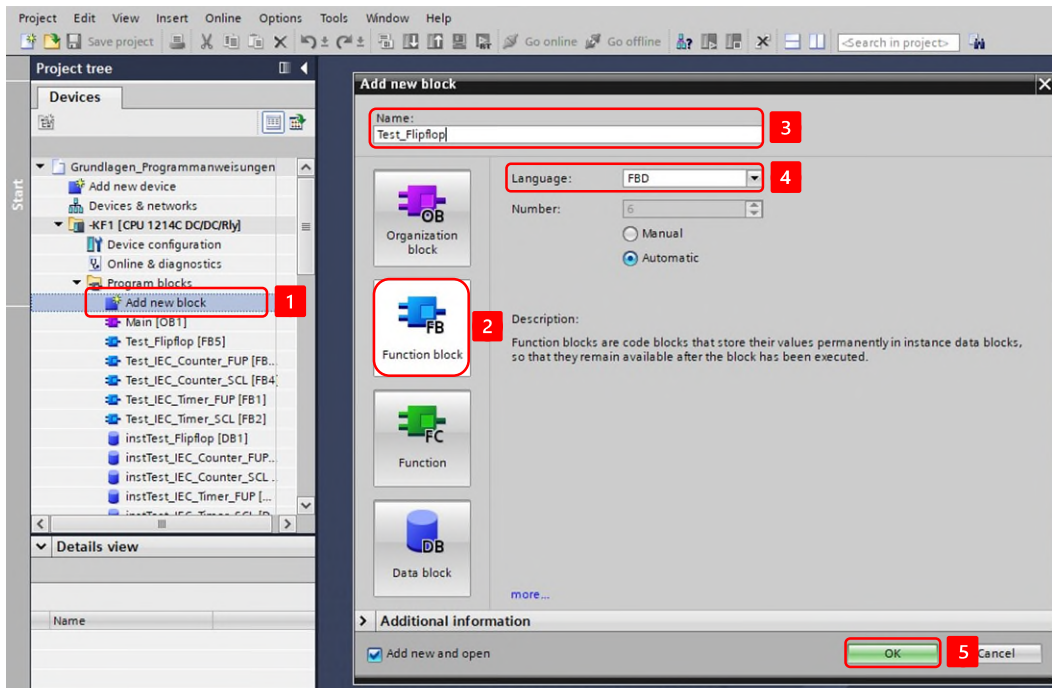 Project Edit View Insert Online Options Tools Window Help
Save project Go online Go offline <Search in project>
Project tree
Devices
Start
Grundlagen_Programmanweisungen
Add new device
Devices & networks
-KF1 [CPU 1214C DC/DC/Rly]
Device configuration
Online & diagnostics
Program blocks
Add new block 1
Main [OB1]
Test_Flipflop [FB5]
Test_IEC_Counter_FUP [FB...
Test_IEC_Counter_SCL [FB4]
Test_IEC_Timer_FUP [FB1]
Test_IEC_Timer_SCL [FB2]
instTest_Flipflop [DB1]
instTest_IEC_Counter_FUP...
instTest_IEC_Counter_SCL ...
instTest_IEC_Timer_FUP [...
Details view
Name
Add new block
Name:
Test_Flipflop 3
OB
Organization
block
FB 2
Function block
FC
Function
DB
Data block
Language: FBD 4
Number: 6
Manual
Automatic
Description:
Function blocks are code blocks that store their values permanently in instance data blocks,
so that they remain available after the block has been executed.
more...
Additional information
Add new and open
OK 5 Cancel